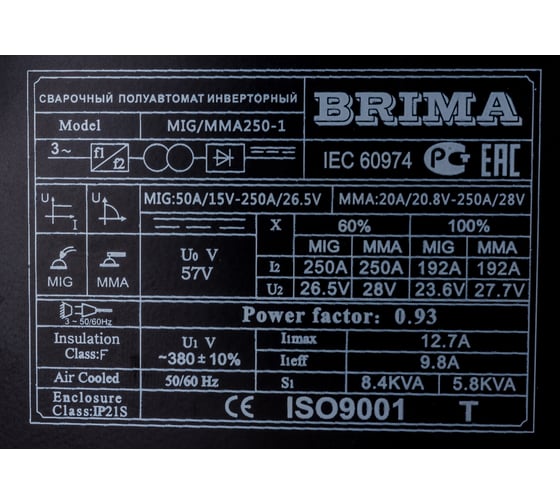 СВАРОЧНЫЙ ПОЛУАВТОМАТ ИНВЕРТОРНЫЙ
BRIMA
Model MIG/MMA250-1
3~ f1 f2
IEC 60974 PG EAC
U I U MIG:50A/15V-250A/26.5V MMA:20A/20.8V-250A/28V
X 60% 100%
MIG MMA MIG MMA
U0 V
57V
I2 250A 250A 192A 192A
U2 26.5V 28V 23.6V 27.7V
MIG MMA
3~50/60Hz
Power factor: 0.93
Insulation
Class:F
U1 V
~380±10%
I1max 12.7A
I1eff 9.8A
Air Cooled 50/60 Hz S1 8.4KVA 5.8KVA
Enclosure
Class:IP21S
CE ISO9001 T